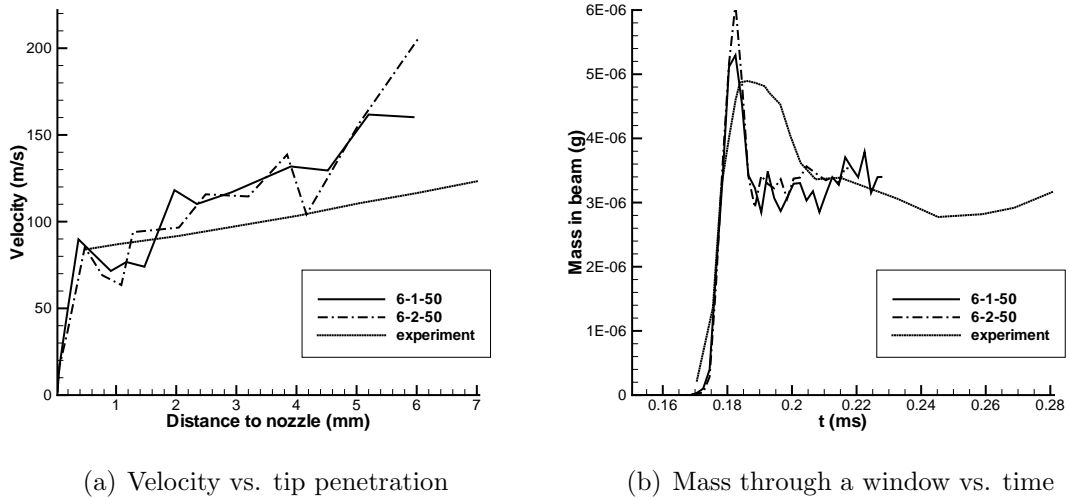 Velocity (m/s)
200
150
100
50
0
1
2
3
4
5
6
7
Distance to nozzle (mm)
6-1-50
6-2-50
experiment
(a) Velocity vs. tip penetration
Mass in beam (g)
6E-06
5E-06
4E-06
3E-06
2E-06
1E-06
0
0.16
0.18
0.2
0.22
0.24
0.26
0.28
t (ms)
6-1-50
6-2-50
experiment
(b) Mass through a window vs. time